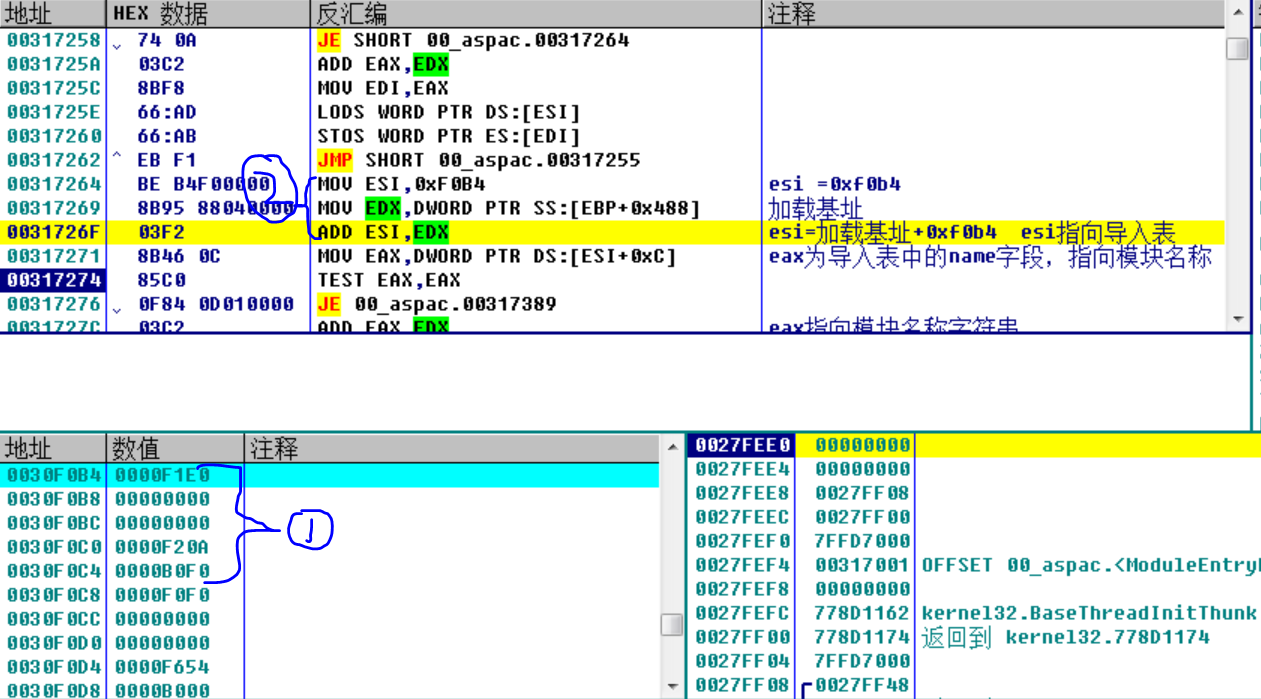 地址 HEX 数据 反汇编 注释
00317258 74 0A JE SHORT 00_aspac.00317264
0031725A 03C2 ADD EAX,EDX
0031725C 8BF8 MOV EDI,EAX
0031725E 66:AD LODS WORD PTR DS:[ESI]
00317260 66:AB STOS WORD PTR ES:[EDI]
00317262 ^ EB F1 JMP SHORT 00_aspac.00317255
00317264 BE B4F00000 MOV ESI,0xF0B4 esi =0xf0b4
00317269 8B95 88040000 MOV EDX,DWORD PTR SS:[EBP+0x488] 加载基址
0031726F 03F2 ADD ESI,EDX esi=加载基址+0xf0b4 esi指向导入表
00317271 8B46 0C MOV EAX,DWORD PTR DS:[ESI+0xC] eax为导入表中的name字段，指向模块名称
00317274 85C0 TEST EAX,EAX
00317276 0F84 0D010000 JE 00_aspac.00317389
0031727C 03C2 ADD EAX,EDX eax指向模块名称字符串
2
地址 数值 注释
0030F0B4 0000F1E0
0030F0B8 00000000
0030F0BC 00000000
0030F0C0 0000F20A
0030F0C4 0000B0F0
0030F0C8 0000F0F0
0030F0CC 00000000
0030F0D0 00000000
0030F0D4 0000F654
0030F0D8 0000B000
1
0027FEE0 00000000
0027FEE4 00000000
0027FEE8 0027FF08
0027FEEC 0027FF00
0027FEF0 7FFD7000
0027FEF4 00317001 OFFSET 00_aspac.<ModuleEntry
0027FEF8 00000000
0027FEFC 778D1162 kernel32.BaseThreadInitThunk
0027FF00 778D1174 返回到 kernel32.778D1174
0027FF04 7FFD7000
0027FF08 0027FF48